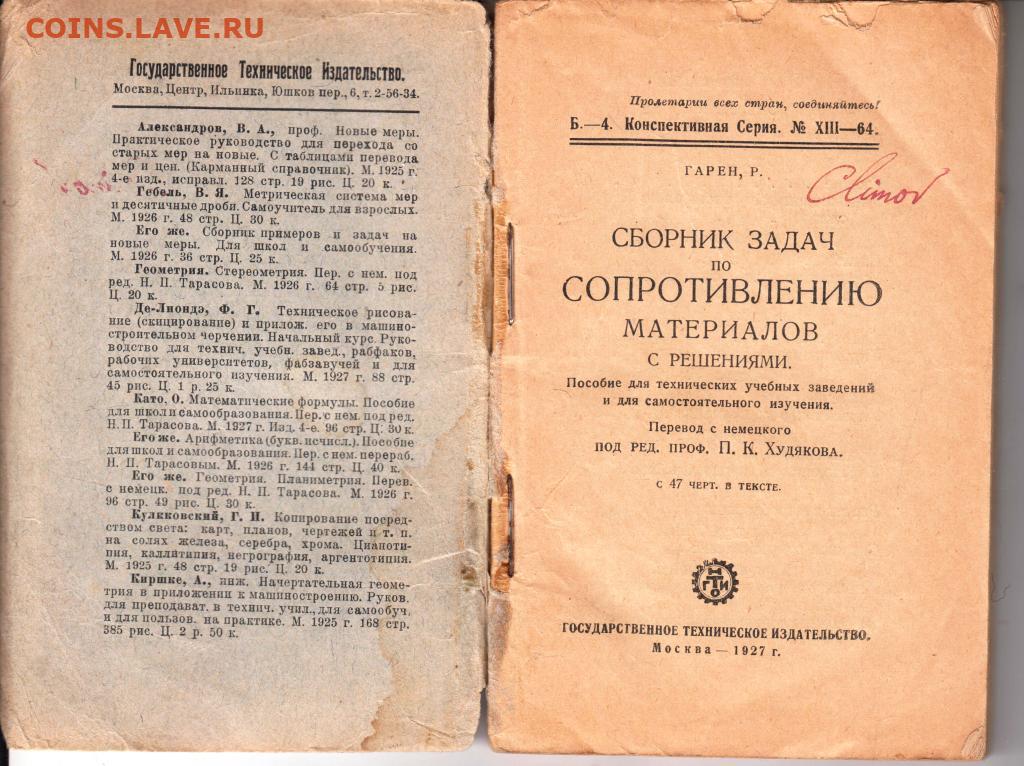 COINS.LAVE.RU
Государственное Техническое Издательство.
Москва, Центр, Ильинка, Юшков пер., 6, т. 2-56-34.
Александров, В. А., проф. Новые меры.
Практическое руководство для перехода со
старых мер на новые. С таблицами перевода
мер и цен. (Карманный справочник). М. 1925 г.
4-е изд., исправл. 128 стр. 19 рис. Ц. 20 к.
Гебель, В. Я. Метрическая система мер
и десятичные дроби. Самоучитель для взрослых.
М. 1926 г. 48 стр. Ц. 30 к.
Его же. Сборник примеров и задач на
новые меры. Для школ и самообучения.
М. 1926 г. 36 стр. Ц. 25 к.
Геометрия. Стереометрия. Пер. с нем. под
ред. Н. П. Тарасова. М. 1926 г. 64 стр. 5 рис.
Ц. 20 к.
Де-Лиондэ, Ф. Г. Техническое рисова-
ние (скицирование) и прилож. его в машино-
строительном черчении. Начальный курс. Руко-
водство для технич. учебн. завед., рабфаков,
рабочих университетов, фабзавучей и для
самостоятельного изучения. М. 1927 г. 88 стр.
45 рис. Ц. 1 р. 25 к.
Като, О. Математические формулы. Пособие
для школ и самообразования. Пер. с нем. под ред.
Н. П. Тарасова. М. 1927 г. Изд. 4-е. 96 стр. Ц. 30 к.
Его же. Арифметика (букв. исчисл.). Пособие
для школ и самообразования. Пер. с нем. перераб.
Н. П. Тарасовым. М. 1926 г. 144 стр. Ц. 40 к.
Его же. Геометрия. Планиметрия. Перев.
с немецк. под ред. Н. П. Тарасова. М. 1926 г.
96 стр. 49 рис. Ц. 30 к.
Куликовский, Г. И. Копирование посред-
ством света: карт, планов, чертежей и т. п.
на солях железа, серебра, хрома. Цианоти-
пия, каллитипия, негрография, аргентотипия.
М. 1925 г. 48 стр. 19 рис. Ц. 20 к.
Киршке, А., инж. Начертательная геоме-
трия в приложении к машиностроению. Руков.
для преподават. в технич. учил., для самообуч.
и для пользов. на практике. М. 1925 г. 168 стр.
385 рис. Ц. 2 р. 50 к.
Пролетарии всех стран, соединяйтесь!
Б.—4. Конспективная Серия. № XIII—64.
ГАРЕН, Р.
Climov
СБОРНИК ЗАДАЧ
ПО
СОПРОТИВЛЕНИЮ
МАТЕРИАЛОВ
С РЕШЕНИЯМИ.
Пособие для технических учебных заведений
и для самостоятельного изучения.
Перевод с немецкого
ПОД РЕД. ПРОФ. П. К. ХУДЯКОВА.
С 47 ЧЕРТ. В ТЕКСТЕ.
ГТИ
ГОСУДАРСТВЕННОЕ ТЕХНИЧЕСКОЕ ИЗДАТЕЛЬСТВО.
Москва — 1927 г.